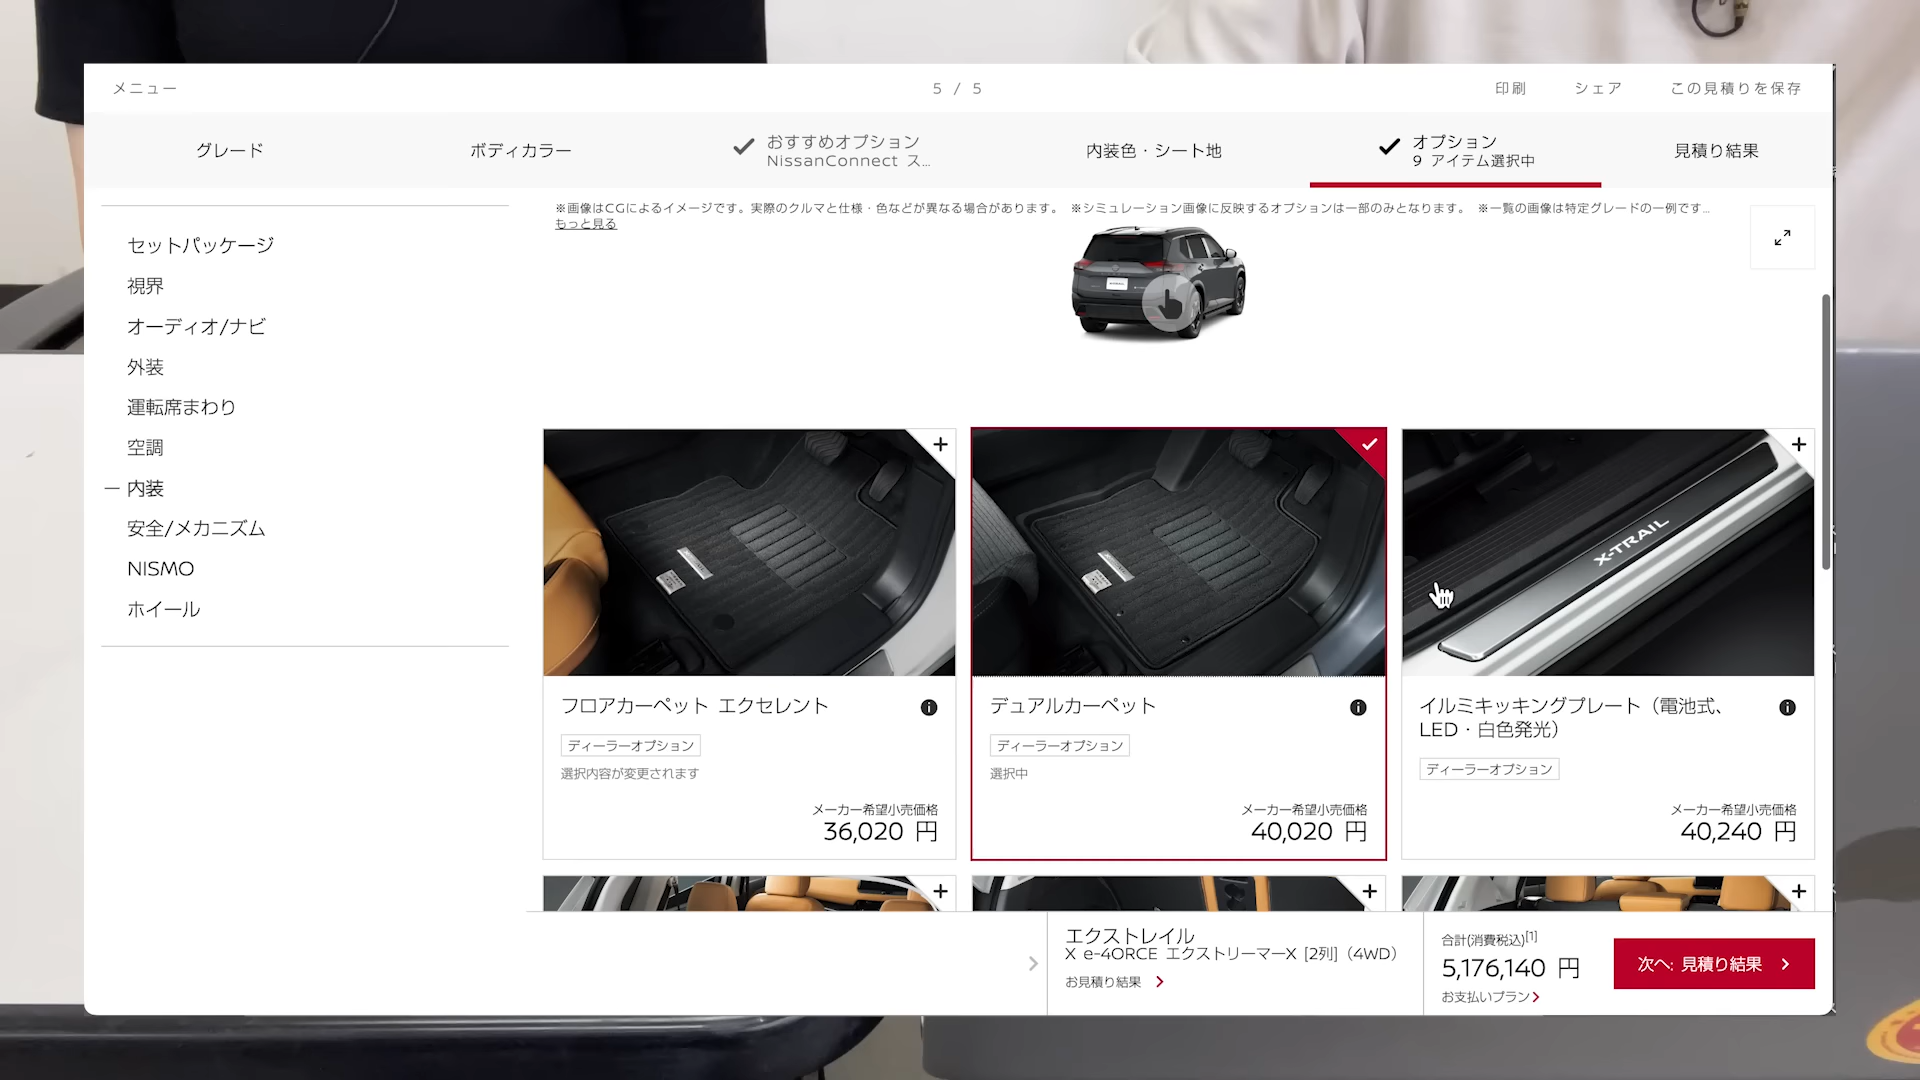 メニュー
5 / 5
印刷
シェア
この見積りを保存
グレード
ボディカラー
おすすめオプション
NissanConnect ス...
内装色・シート地
オプション
9 アイテム選択中
見積り結果
※画像はCGによるイメージです。実際のクルマと仕様・色などが異なる場合があります。 ※シミュレーション画像に反映するオプションは一部のみとなります。 ※一覧の画像は特定グレードの一例です...
もっと見る
セットパッケージ
視界
オーディオ/ナビ
外装
運転席まわり
空調
内装
安全/メカニズム
NISMO
ホイール
X-TRAIL
フロアカーペット エクセレント
ディーラーオプション
選択内容が変更されます
メーカー希望小売価格
36,020 円
デュアルカーペット
ディーラーオプション
選択中
メーカー希望小売価格
40,020 円
イルミキッキングプレート（電池式、
LED・白色発光）
ディーラーオプション
メーカー希望小売価格
40,240 円
エクストレイル
X e-4ORCE エクストリーマーX [2列]（4WD）
お見積り結果
合計(消費税込)[1]
5,176,140 円
お支払いプラン
次へ: 見積り結果